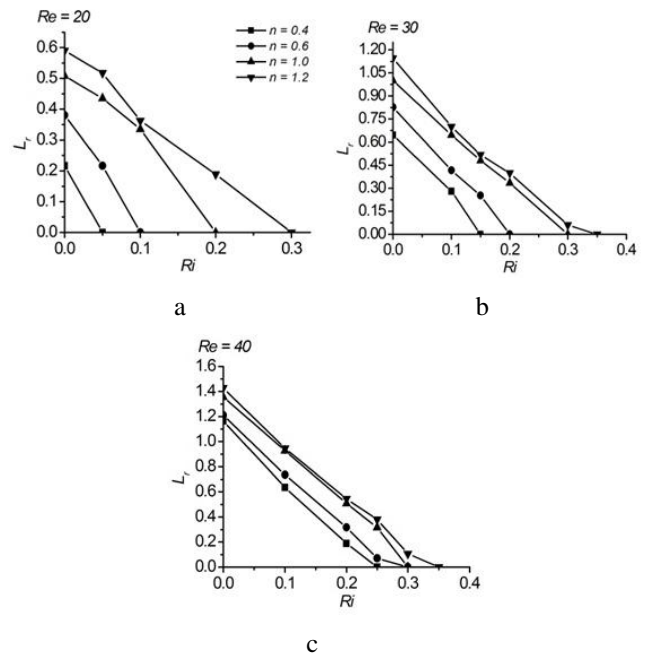 Re = 20
n = 0.4
n = 0.6
n = 1.0
n = 1.2
0.6
0.5
0.4
0.3
0.2
0.1
0.0
Lr
0.0 0.1 0.2 0.3
Ri
a
Re = 30
1.20
1.05
0.90
0.75
0.60
0.45
0.30
0.15
0.00
Lr
0.0 0.1 0.2 0.3 0.4
Ri
b
Re = 40
1.6
1.4
1.2
1.0
0.8
0.6
0.4
0.2
0.0
Lr
0.0 0.1 0.2 0.3 0.4
Ri
c